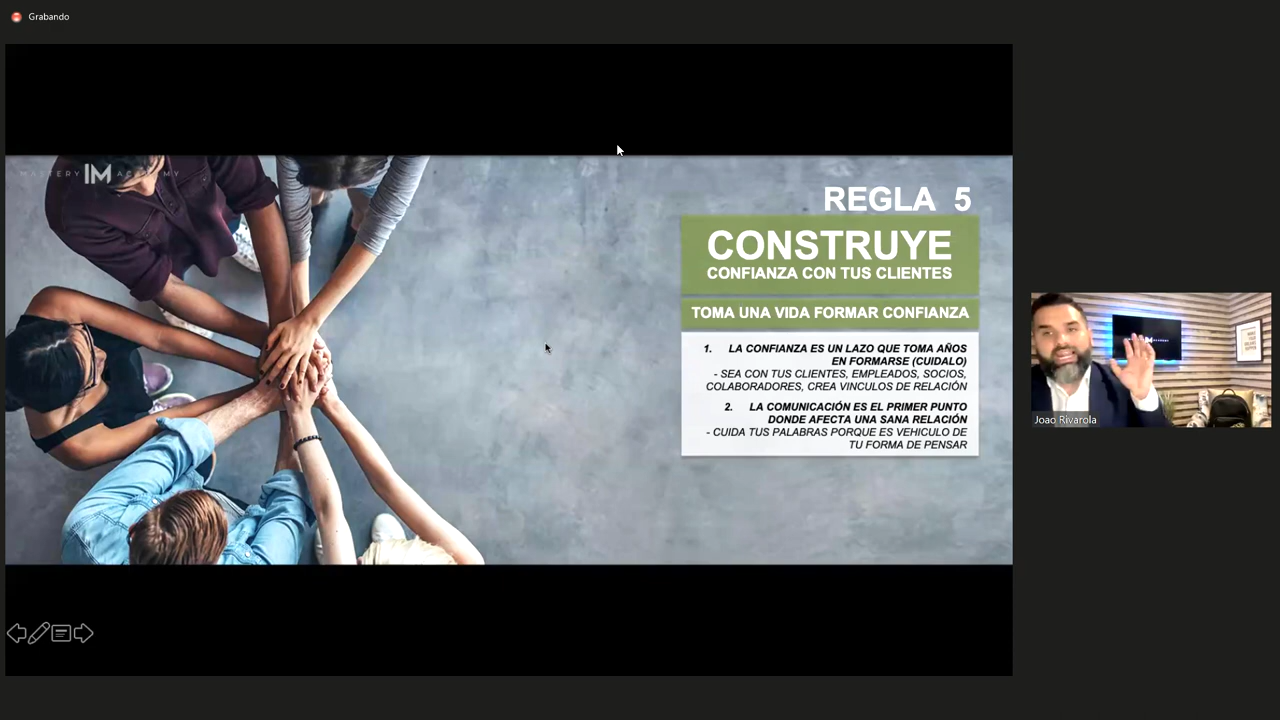 Grabando
MASTERY IM ACADEMY
REGLA 5
CONSTRUYE
CONFIANZA CON TUS CLIENTES
TOMA UNA VIDA FORMAR CONFIANZA
1. LA CONFIANZA ES UN LAZO QUE TOMA AÑOS
EN FORMARSE (CUIDALO)
- SEA CON TUS CLIENTES, EMPLEADOS, SOCIOS,
COLABORADORES, CREA VINCULOS DE RELACIÓN
2. LA COMUNICACIÓN ES EL PRIMER PUNTO
DONDE AFECTA UNA SANA RELACIÓN
- CUIDA TUS PALABRAS PORQUE ES VEHICULO DE
TU FORMA DE PENSAR
Joao Rivarola